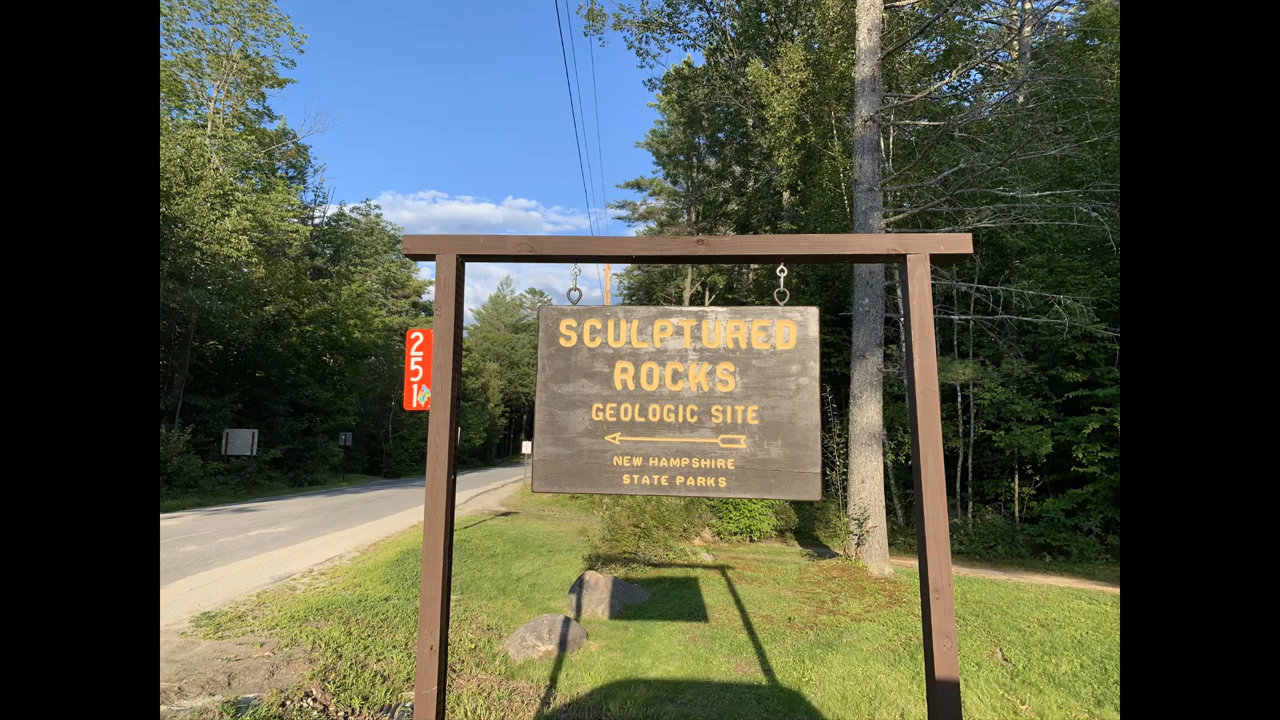 SCULPTURED
ROCKS
GEOLOGIC SITE
NEW HAMPSHIRE
STATE PARKS
251